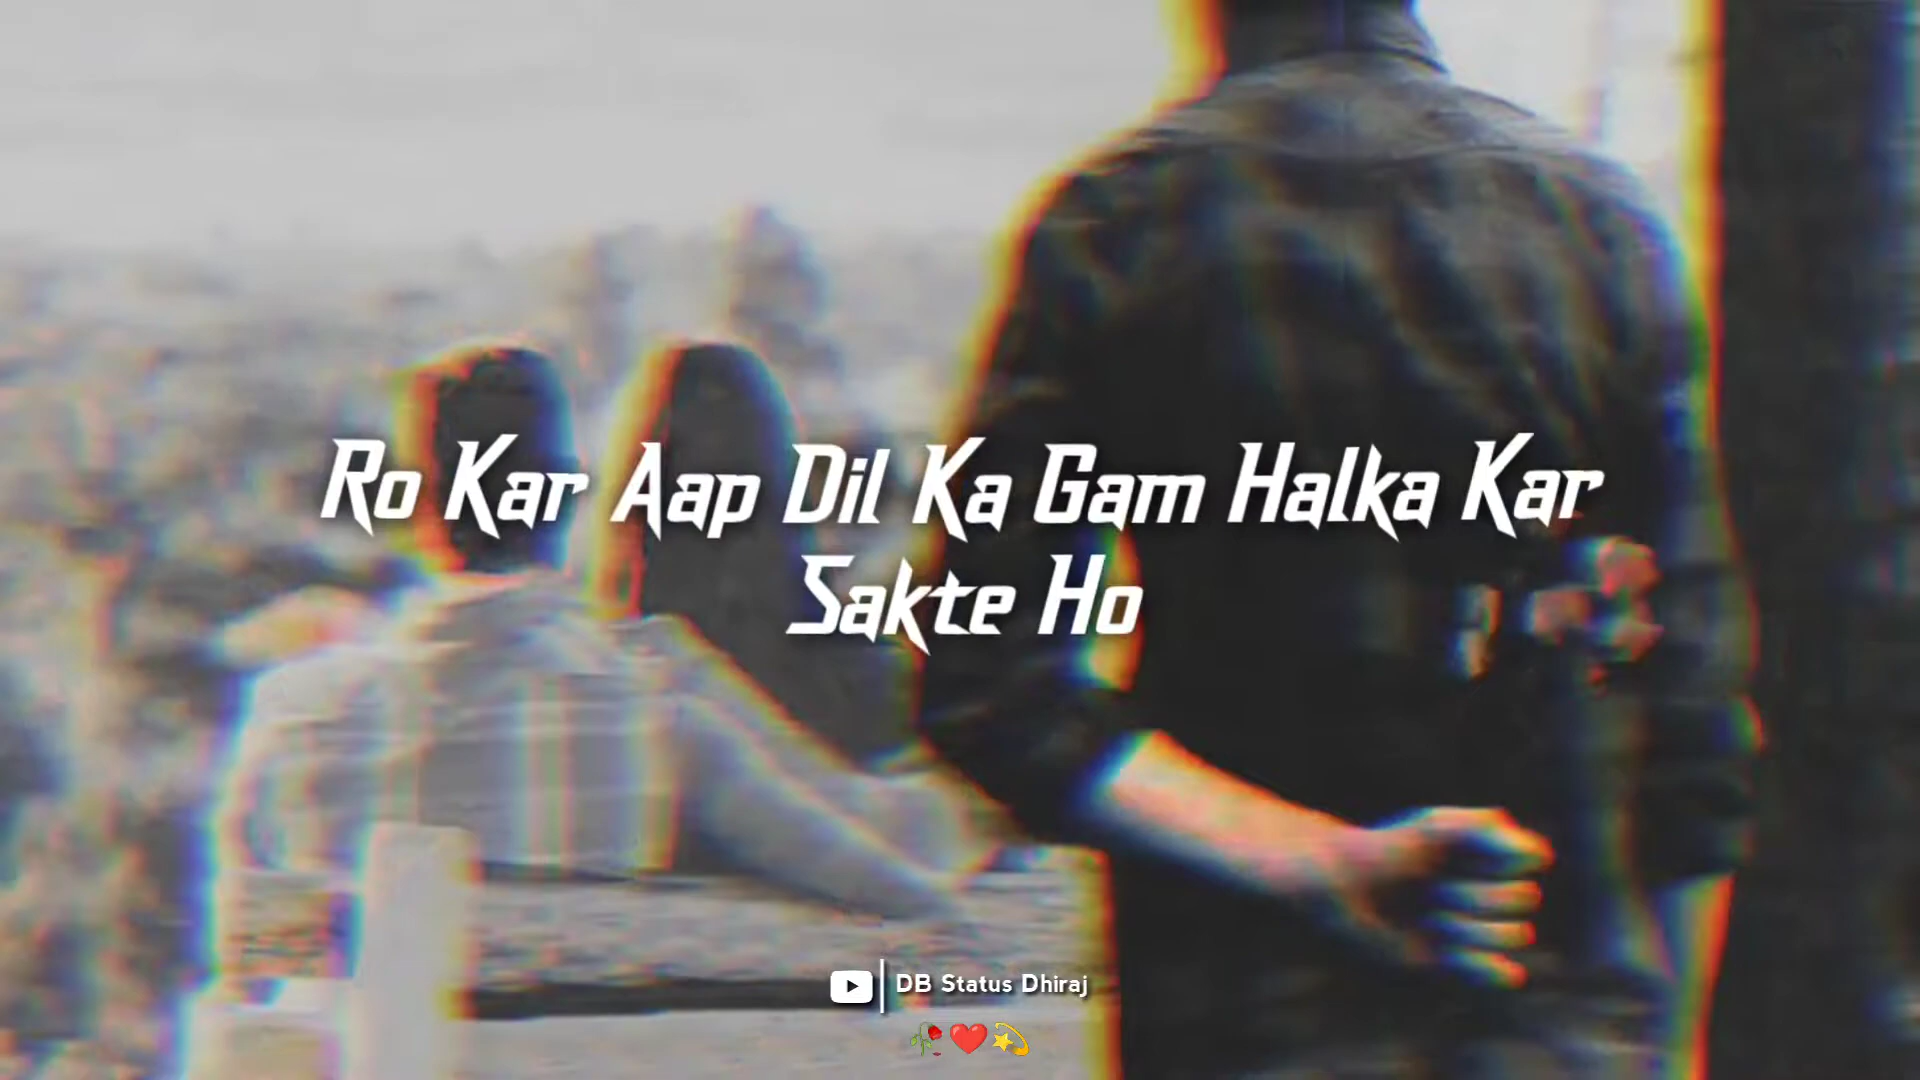 Ro Kar Aap Dil Ka Gam Halka Kar
Sakte Ho
DB Status Dhiraj
🥀❤️💫